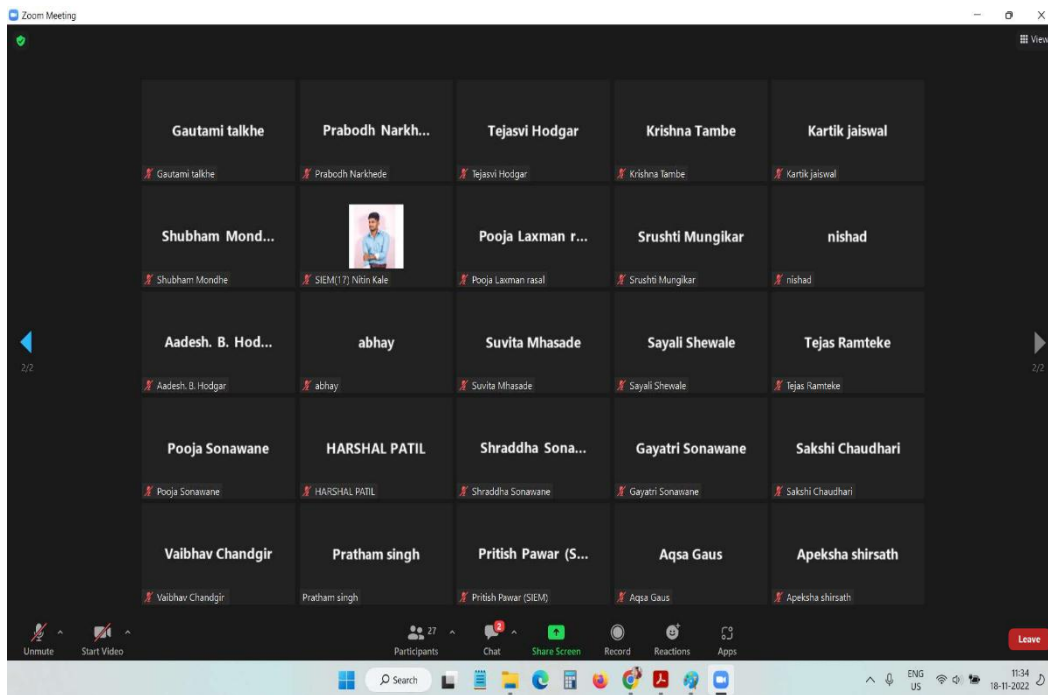 Zoom Meeting
View
Gautami talkhe
Prabodh Narkh...
Tejasvi Hodgar
Krishna Tambe
Kartik jaiswal
Gautami talkhe
Prabodh Narkhede
Tejasvi Hodgar
Krishna Tambe
Kartik jaiswal
Shubham Mond...
Pooja Laxman r...
Srushti Mungikar
nishad
Shubham Mondhe
SIEM(17) Nitin Kale
Pooja Laxman rasal
Srushti Mungikar
nishad
Aadesh. B. Hod...
abhay
Suvita Mhasade
Sayali Shewale
Tejas Ramteke
2/2
2/2
Aadesh. B. Hodgar
abhay
Suvita Mhasade
Sayali Shewale
Tejas Ramteke
Pooja Sonawane
HARSHAL PATIL
Shraddha Sona...
Gayatri Sonawane
Sakshi Chaudhari
Pooja Sonawane
HARSHAL PATIL
Shraddha Sonawane
Gayatri Sonawane
Sakshi Chaudhari
Vaibhav Chandgir
Pratham singh
Pritish Pawar (S...
Aqsa Gaus
Apeksha shirsath
Vaibhav Chandgir
Pratham singh
Pritish Pawar (SIEM)
Aqsa Gaus
Apeksha shirsath
27
2
Unmute
Start Video
Participants
Chat
Share Screen
Record
Reactions
Apps
Leave
Search
ENG
US
11:34
18-11-2022